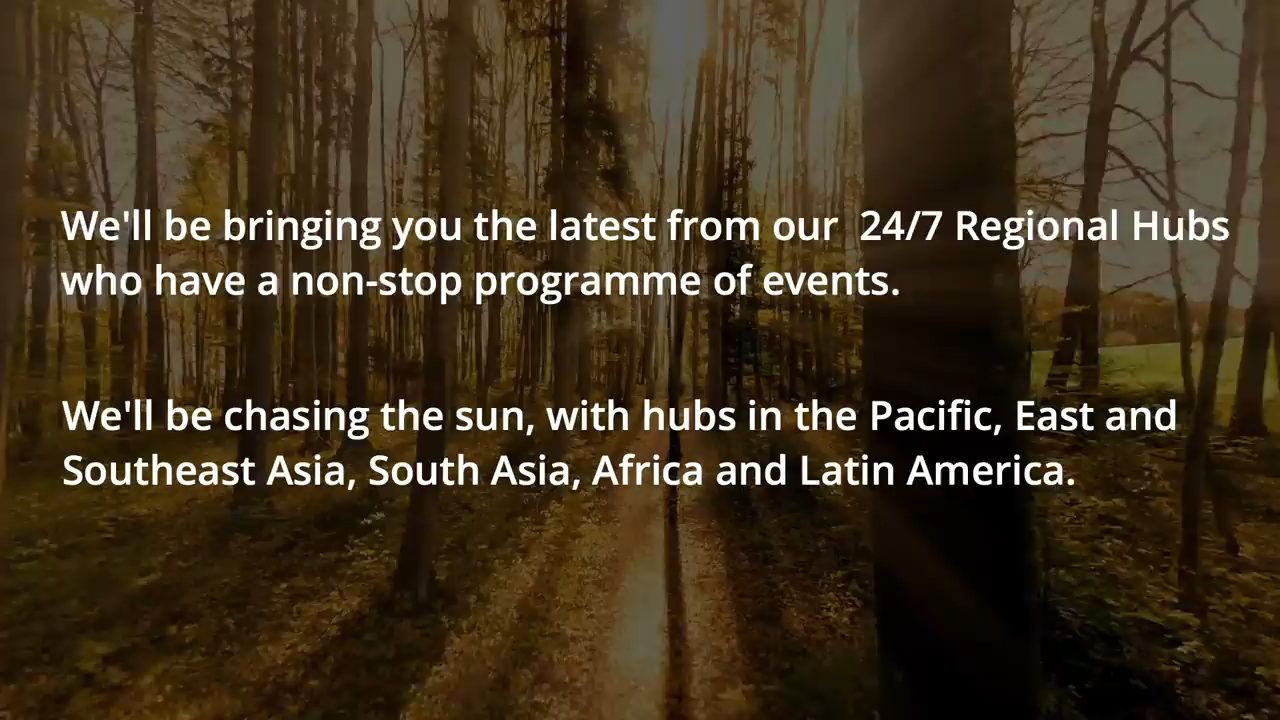 We'll be bringing you the latest from our  24/7 Regional Hubs
who have a non-stop programme of events.
We'll be chasing the sun, with hubs in the Pacific, East and
Southeast Asia, South Asia, Africa and Latin America.